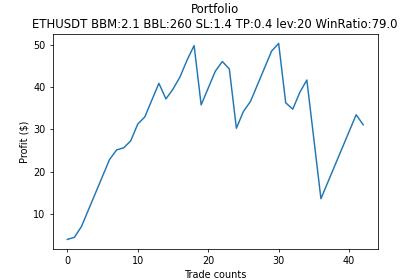 Portfolio
ETHUSDT BBM:2.1 BBL:260 SL:1.4 TP:0.4 lev:20 WinRatio:79.0
50
40
30
20
10
Profit ($)
0
10
20
30
40
Trade counts